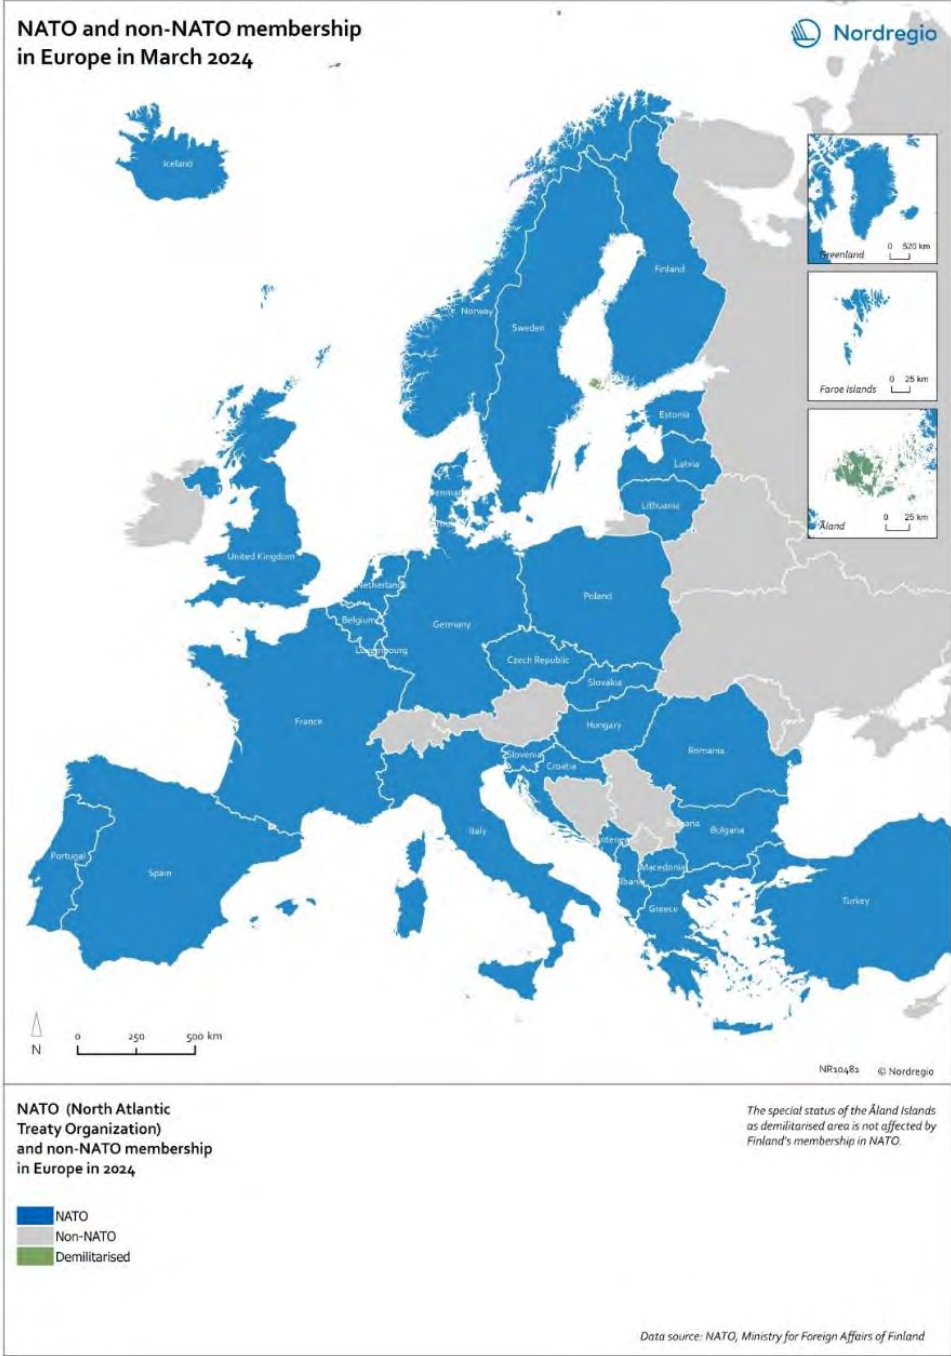 NATO and non-NATO membership
in Europe in March 2024
Nordregio
Iceland
Greenland
0 520 km
Faroe Islands
0 25 km
Åland
0 25 km
Norway
Sweden
Finland
Estonia
Latvia
Lithuania
United Kingdom
Netherlands
Belgium
Luxembourg
Germany
Poland
Czech Republic
Slovakia
France
Hungary
Slovenia
Croatia
Romania
Bulgaria
Italy
Portugal
Spain
Macedonia
Greece
Turkey
N
0 250 500 km
NR10481 © Nordregio
NATO (North Atlantic
Treaty Organization)
and non-NATO membership
in Europe in 2024
The special status of the Åland Islands
as demilitarised area is not affected by
Finland's membership in NATO.
NATO
Non-NATO
Demilitarised
Data source: NATO, Ministry for Foreign Affairs of Finland